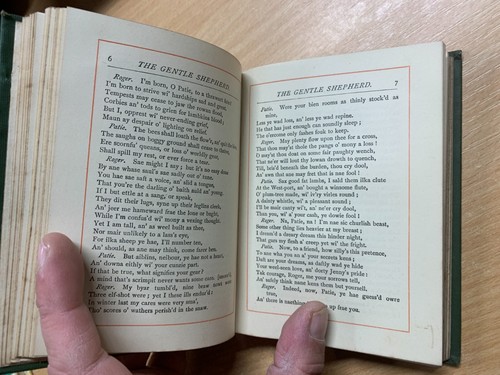 6
THE GENTLE SHEPHERD.
Roger. I'm born, O Patie, to a thrawart fate;
I'm born to strive wi' hardships sad and great.
Tempests may cease to jaw the rowan flood,
Corbies an' tods to grein for lambkins blood;
But I, opprest wi' never-ending grief,
Maun ay despair o' lighting on relief.
Patie. The bees shall loath the flow'r, an' quit the hive,
The saughs on boggy ground shall cease to thrive,
Ere scornfu' queans, or loss o' warldly gear,
Shall spill my rest, or ever force a tear.
Roger. Sae might I say; but it's no easy done
By ane whase saul's sae sadly out o' tune.
You hae sae saft a voice, an' slid a tongue,
That you're the darling o' baith auld an' young.
If I but ettle at a sang, or speak,
They dit their lugs, syne up their leglins cleek,
An' jeer me hameward frae the loan or bught,
While I'm confus'd wi' mony a vexing thought.
Yet I am tall, an' as weel built as thee,
Nor mair unlikely to a lass's eye,
For ilka sheep ye hae, I'll number ten,
An' should, as ane may think, come farer ben.
Patie. But aiblins, neibour, ye hae not a heart,
An' downa eithly wi' your cunzie part.
If that be true, what signifies your gear?
A mind that's scrimpit never wants some care.
Roger. My byar tumbl'd, nine braw nowt were
Three elf-shot were; yet I these ills endur'd:
In winter last my cares were very sma',
Tho' scores o' wathers perish'd in the snaw.
THE GENTLE SHEPHERD.
7
Patie. Were your bien rooms as thinly stock'd as
mine,
Less ye wad loss, an' less ye wad repine.
He that has just enough can soundly sleep;
The o'ercome only fashes fouk to keep.
Roger. May plenty flow upon thee for a cross,
That thou may'st thole the pangs o' mony a loss!
O may'st thou doat on some fair paughty wench,
That ne'er will lout thy lowan drowth to quench,
Till, bris'd beneath the burden, thou cry dool,
An' awn that ane may fret that is nae fool!
Patie. Sax good fat lambs, I sald them ilka clute
At the West-port, an' bought a winsome flute,
O' plum-tree made, wi' iv'ry virles round;
A dainty whistle, wi' a pleasant sound;
I'll be mair canty wi't, an' ne'er cry dool,
Than you, wi' a' your cash, ye dowie fool!
Roger. Na, Patie, na! I'm nae sic churlish beast,
Some other thing lies heavier at my breast;
I dream'd a dreary dream this hinder night,
That gars my flesh a' creep yet wi' the fright.
Patie. Now, to a friend, how silly's this pretence,
To ane wha you an' a' your secrets kens;
Daft are your dreams, as daftly wad ye hide
Your weel-seen love, an' dorty Jenny's pride:
Tak courage, Roger, me your sorrows tell,
An' safely think nane kens them but yourself.
Roger. Indeed, now, Patie, ye hae guess'd owre
true,
An' there is naething up frae you.